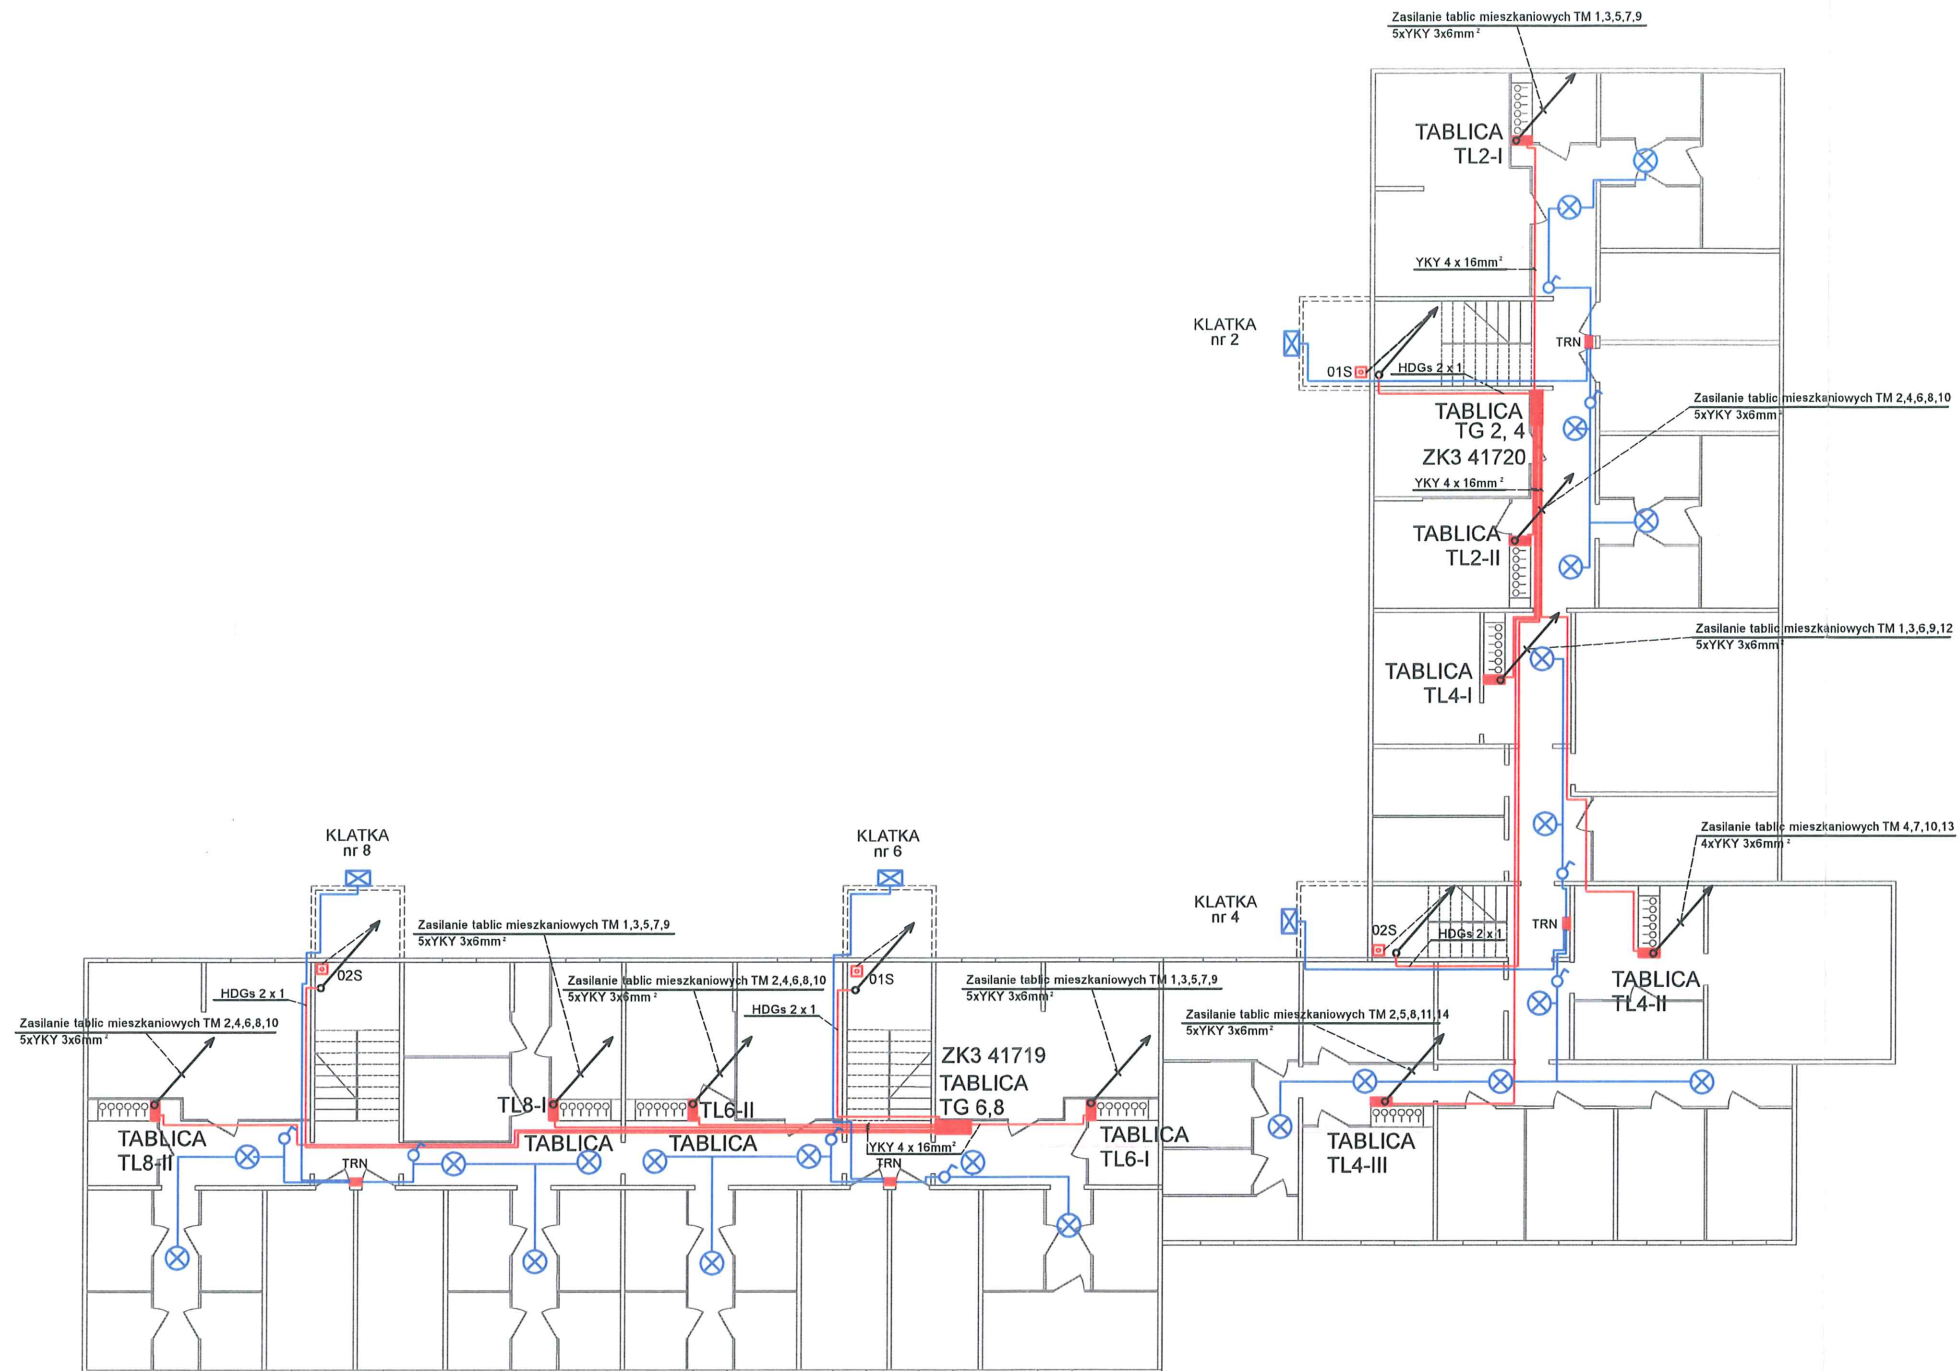 Zasilanie tablic mieszkaniowych TM 1,3,5,7,9
5xYKY 3x6mm²
TABLICA
TL2-I
YKY 4 x 16mm²
KLATKA
nr 2
TRN
01S
HDGs 2 x 1
Zasilanie tablic mieszkaniowych TM 2,4,6,8,10
5xYKY 3x6mm²
TABLICA
TG 2, 4
ZK3 41720
YKY 4 x 16mm²
TABLICA
TL2-II
Zasilanie tablic mieszkaniowych TM 1,3,6,9,12
5xYKY 3x6mm²
TABLICA
TL4-I
Zasilanie tablic mieszkaniowych TM 4,7,10,13
4xYKY 3x6mm²
KLATKA
nr 8
KLATKA
nr 6
KLATKA
nr 4
02S
HDGs 2 x 1
TRN
TABLICA
TL4-II
Zasilanie tablic mieszkaniowych TM 1,3,5,7,9
5xYKY 3x6mm²
02S
HDGs 2 x 1
Zasilanie tablic mieszkaniowych TM 2,4,6,8,10
5xYKY 3x6mm²
01S
HDGs 2 x 1
Zasilanie tablic mieszkaniowych TM 1,3,5,7,9
5xYKY 3x6mm²
Zasilanie tablic mieszkaniowych TM 2,4,6,8,10
5xYKY 3x6mm²
Zasilanie tablic mieszkaniowych TM 2,5,8,11,14
5xYKY 3x6mm²
ZK3 41719
TABLICA
TG 6,8
TL8-I
TABLICA
TL6-II
TABLICA
TABLICA
TL8-II
YKY 4 x 16mm²
TABLICA
TL6-I
TABLICA
TL4-III
TRN
TRN